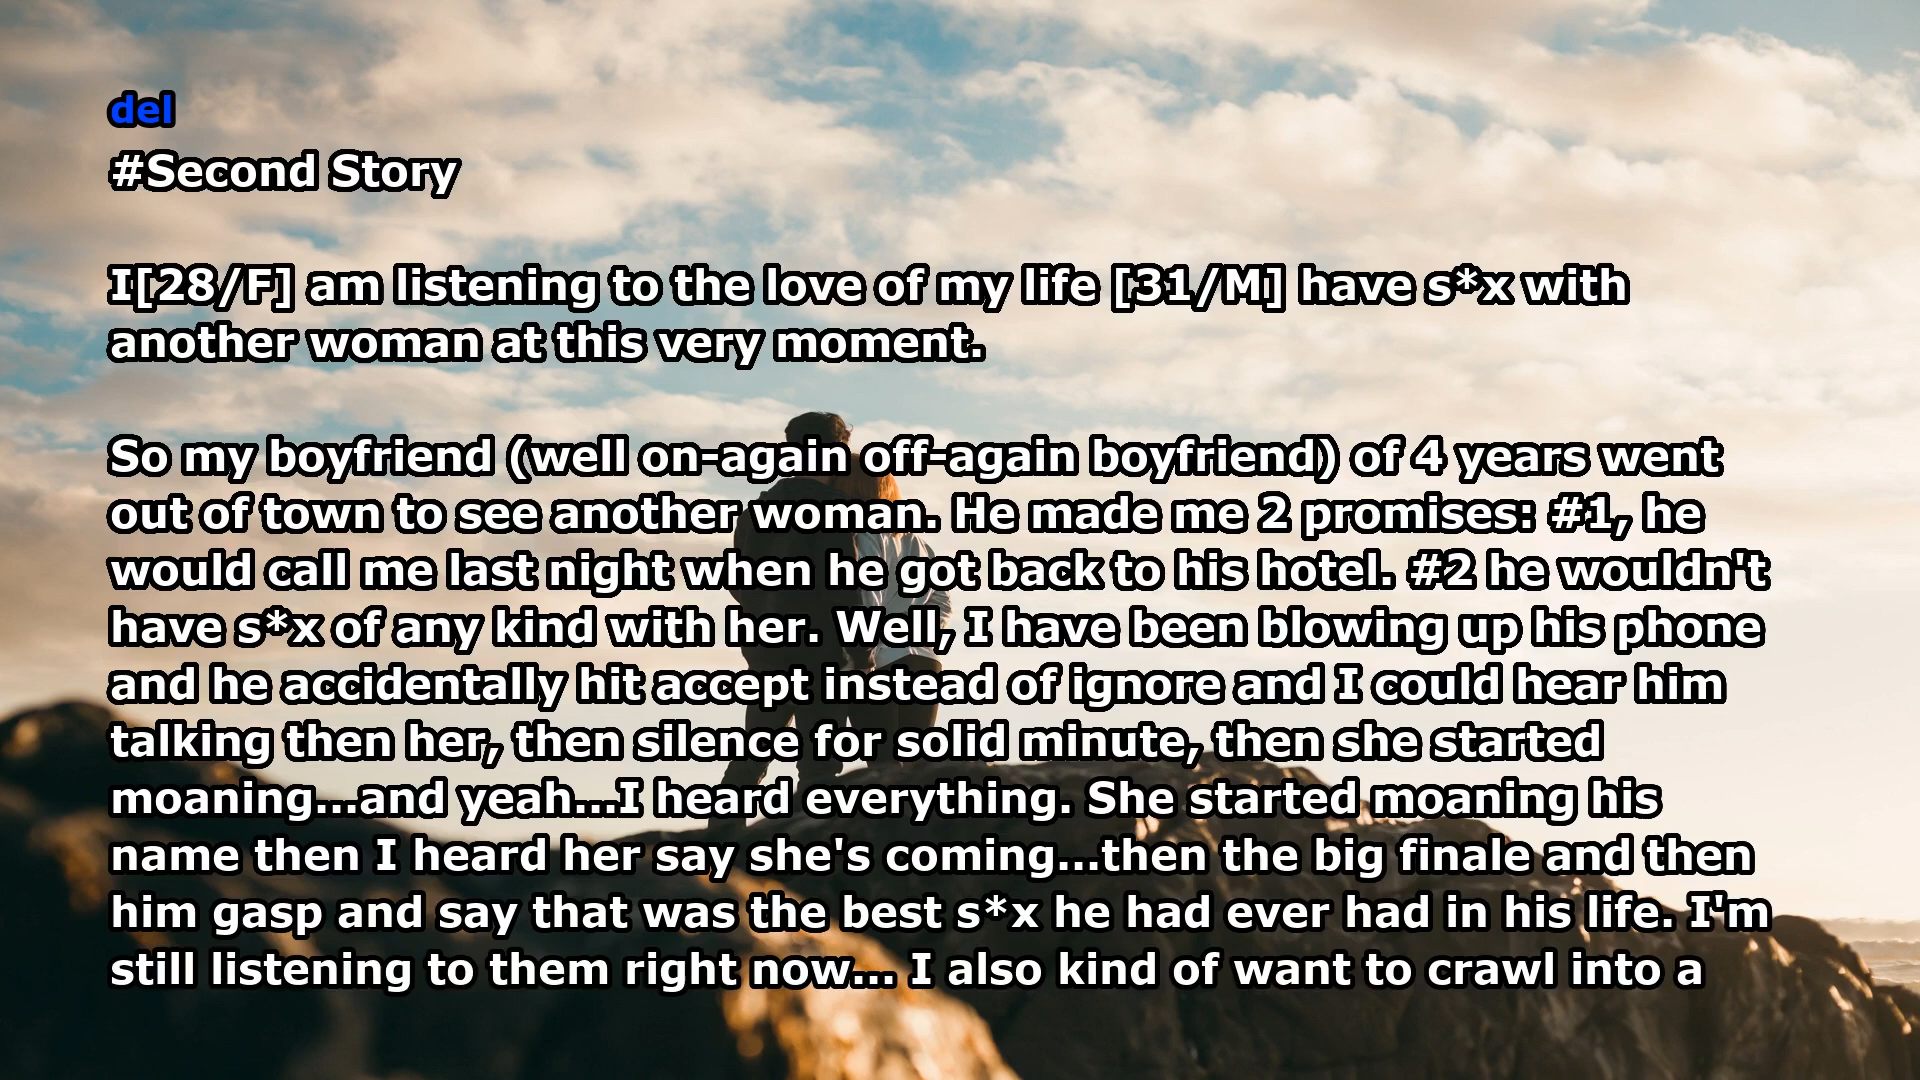 del
#Second Story
I[28/F] am listening to the love of my life [31/M] have s*x with
another woman at this very moment.
So my boyfriend (well on-again off-again boyfriend) of 4 years went
out of town to see another woman. He made me 2 promises: #1, he
would call me last night when he got back to his hotel. #2 he wouldn't
have s*x of any kind with her. Well, I have been blowing up his phone
and he accidentally hit accept instead of ignore and I could hear him
talking then her, then silence for solid minute, then she started
moaning...and yeah...I heard everything. She started moaning his
name then I heard her say she's coming...then the big finale and then
him gasp and say that was the best s*x he had ever had in his life. I'm
still listening to them right now... I also kind of want to crawl into a